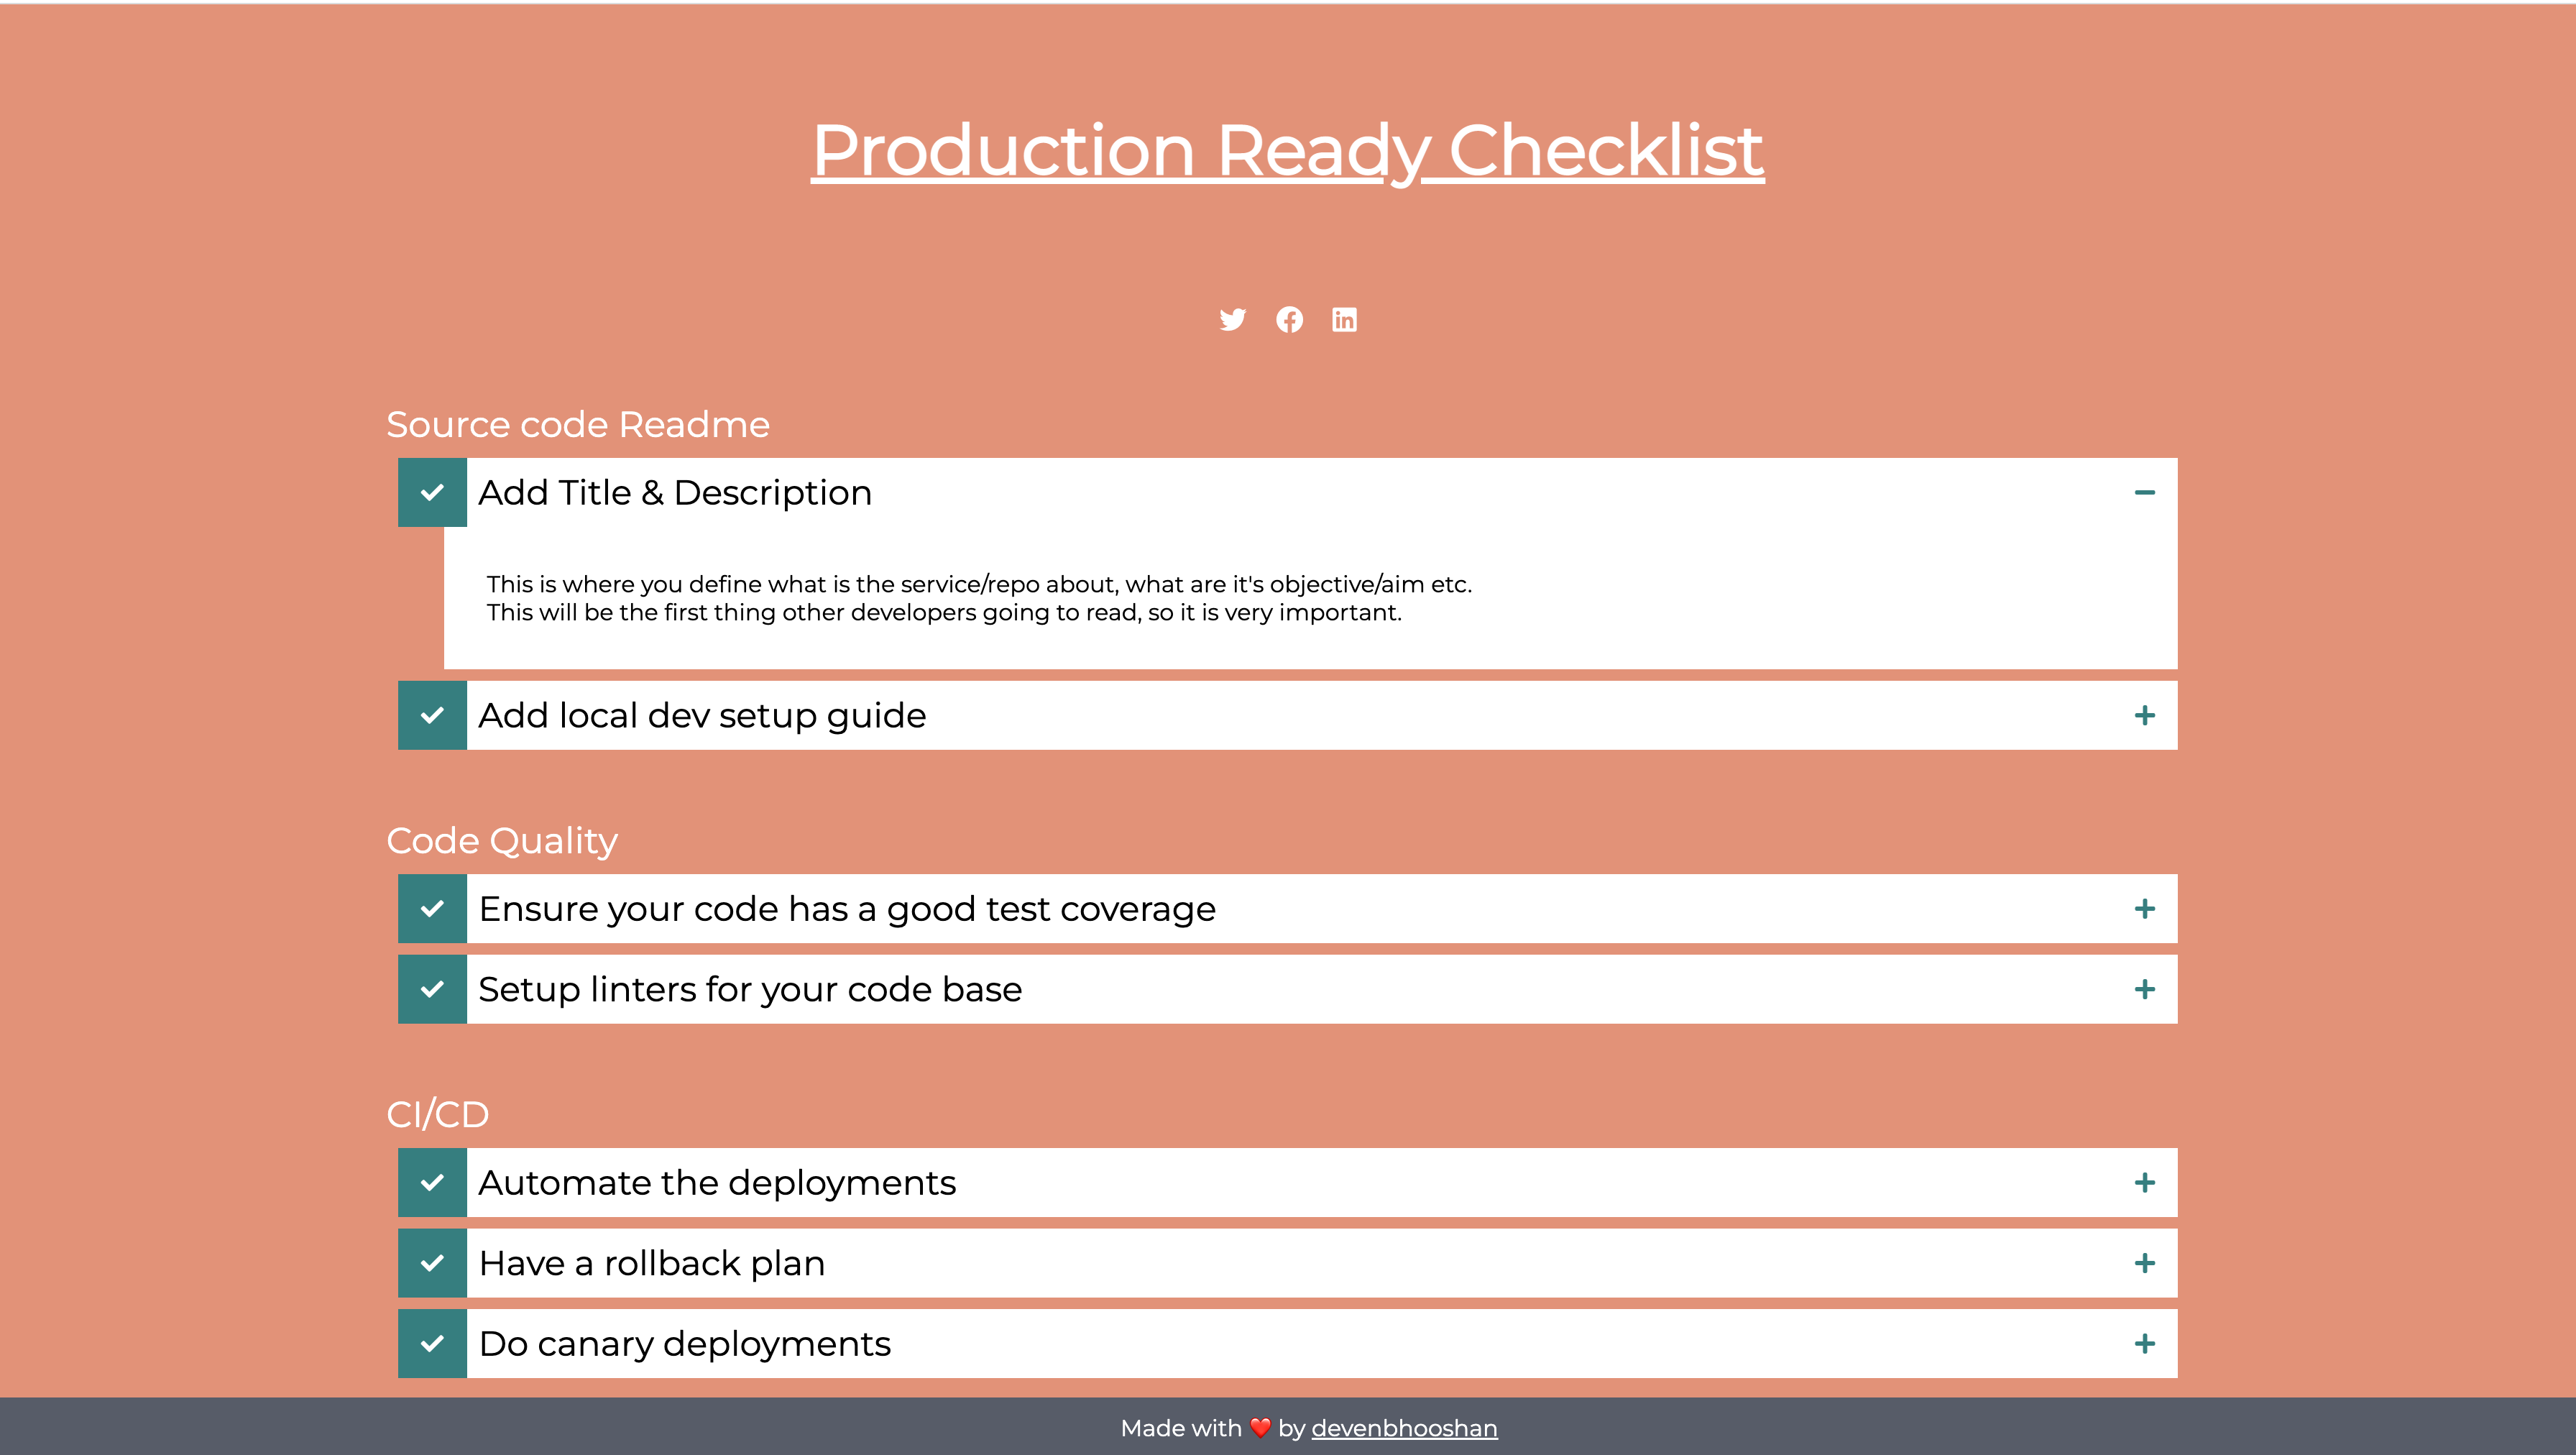 Production Ready Checklist
Source code Readme
Add Title & Description
This is where you define what is the service/repo about, what are it's objective/aim etc.
This will be the first thing other developers going to read, so it is very important.
Add local dev setup guide
Code Quality
Ensure your code has a good test coverage
Setup linters for your code base
CI/CD
Automate the deployments
Have a rollback plan
Do canary deployments
Made with ❤️ by devenbhooshan